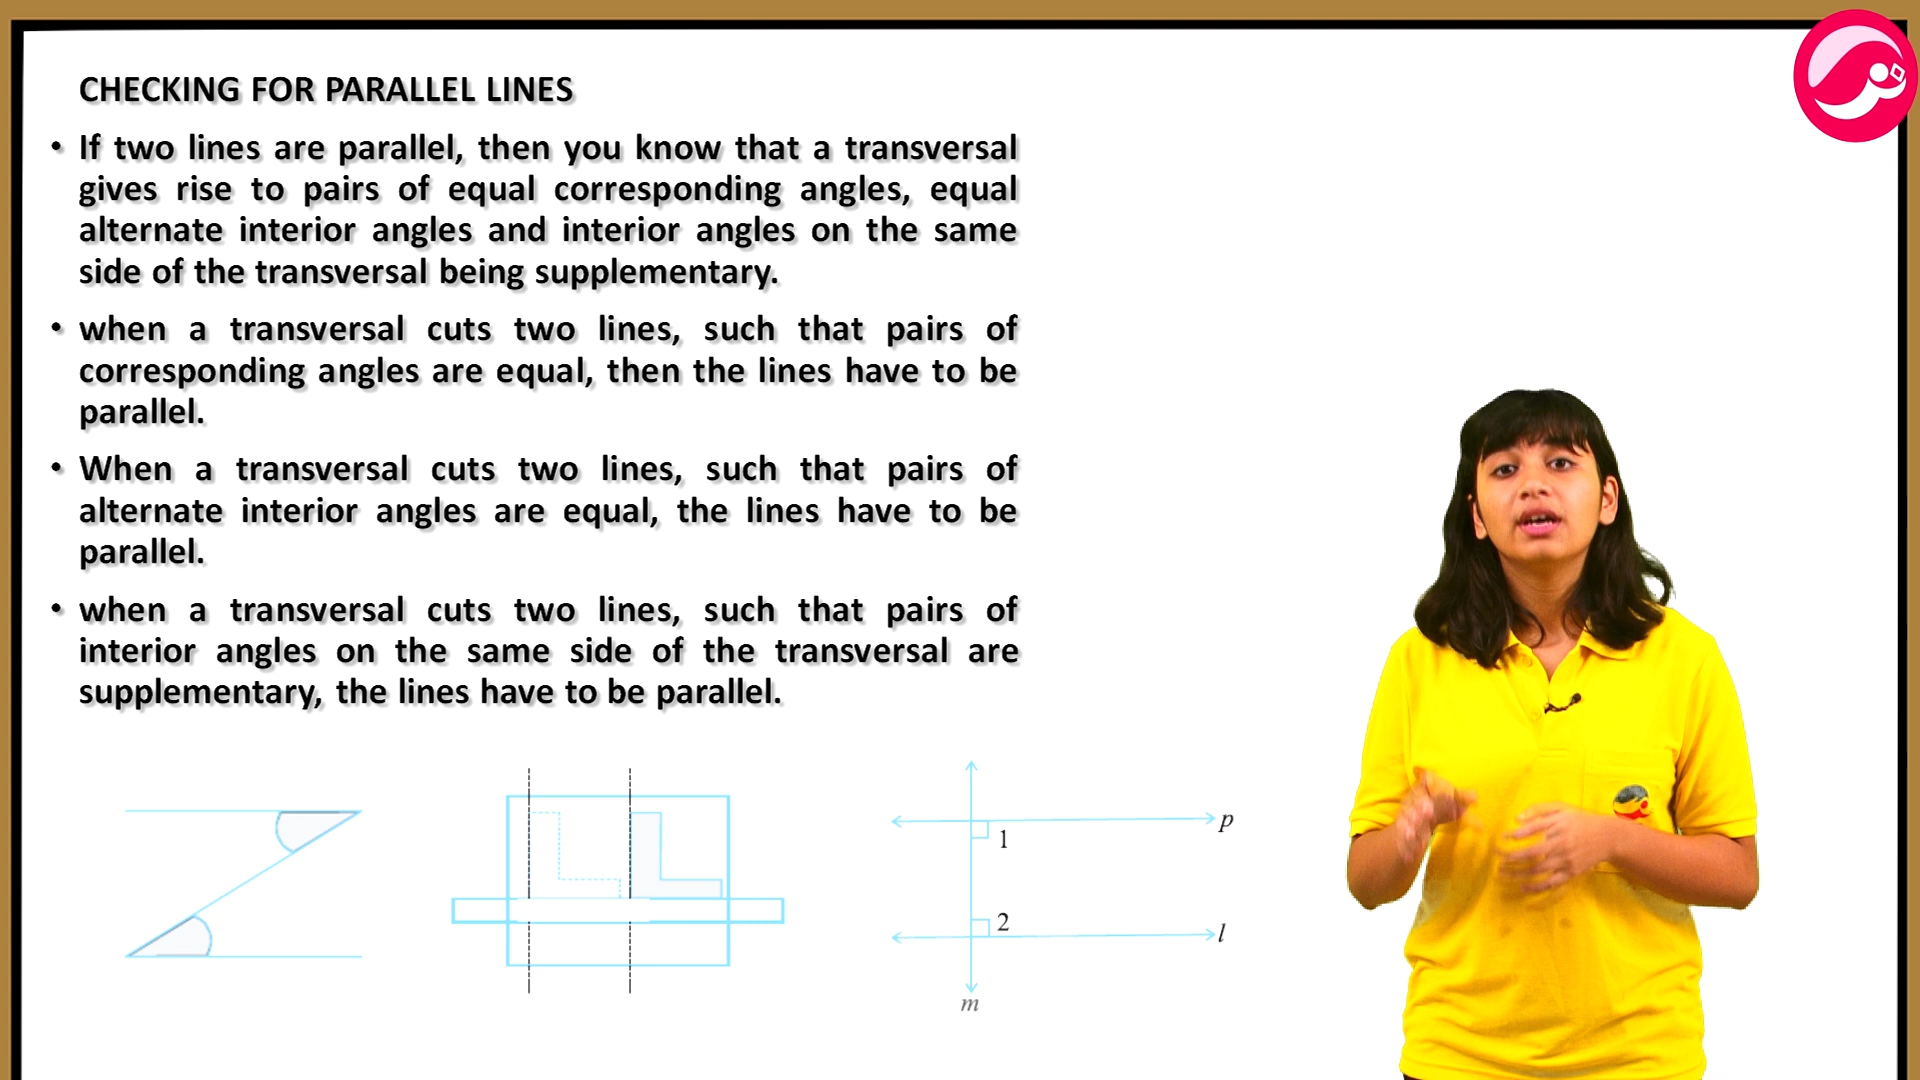 CHECKING FOR PARALLEL LINES
• If two lines are parallel, then you know that a transversal
gives rise to pairs of equal corresponding angles, equal
alternate interior angles and interior angles on the same
side of the transversal being supplementary.
• when a transversal cuts two lines, such that pairs of
corresponding angles are equal, then the lines have to be
parallel.
• When a transversal cuts two lines, such that pairs of
alternate interior angles are equal, the lines have to be
parallel.
• when a transversal cuts two lines, such that pairs of
interior angles on the same side of the transversal are
supplementary, the lines have to be parallel.
p
1
2
l
m